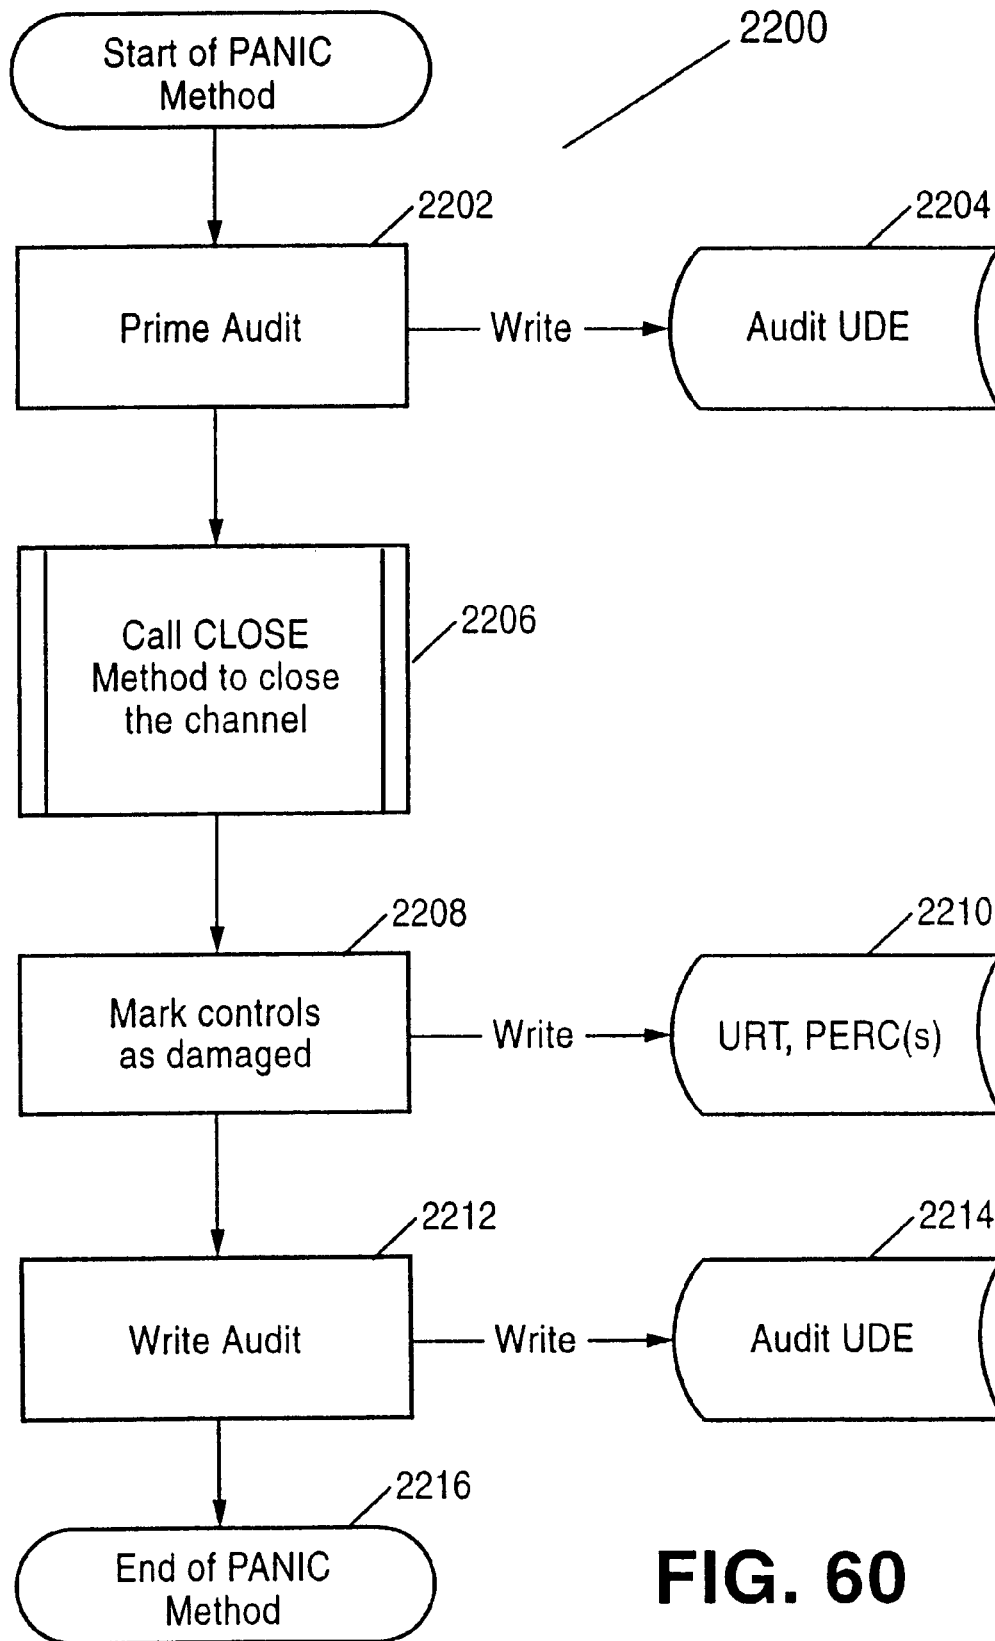 Start of PANIC
Method
2200
2202
2204
Prime Audit
Write
Audit UDE
Call CLOSE
Method to close
the channel
2206
2208
2210
Mark controls
as damaged
Write
URT, PERC(s)
2212
2214
Write Audit
Write
Audit UDE
2216
End of PANIC
Method
FIG. 60